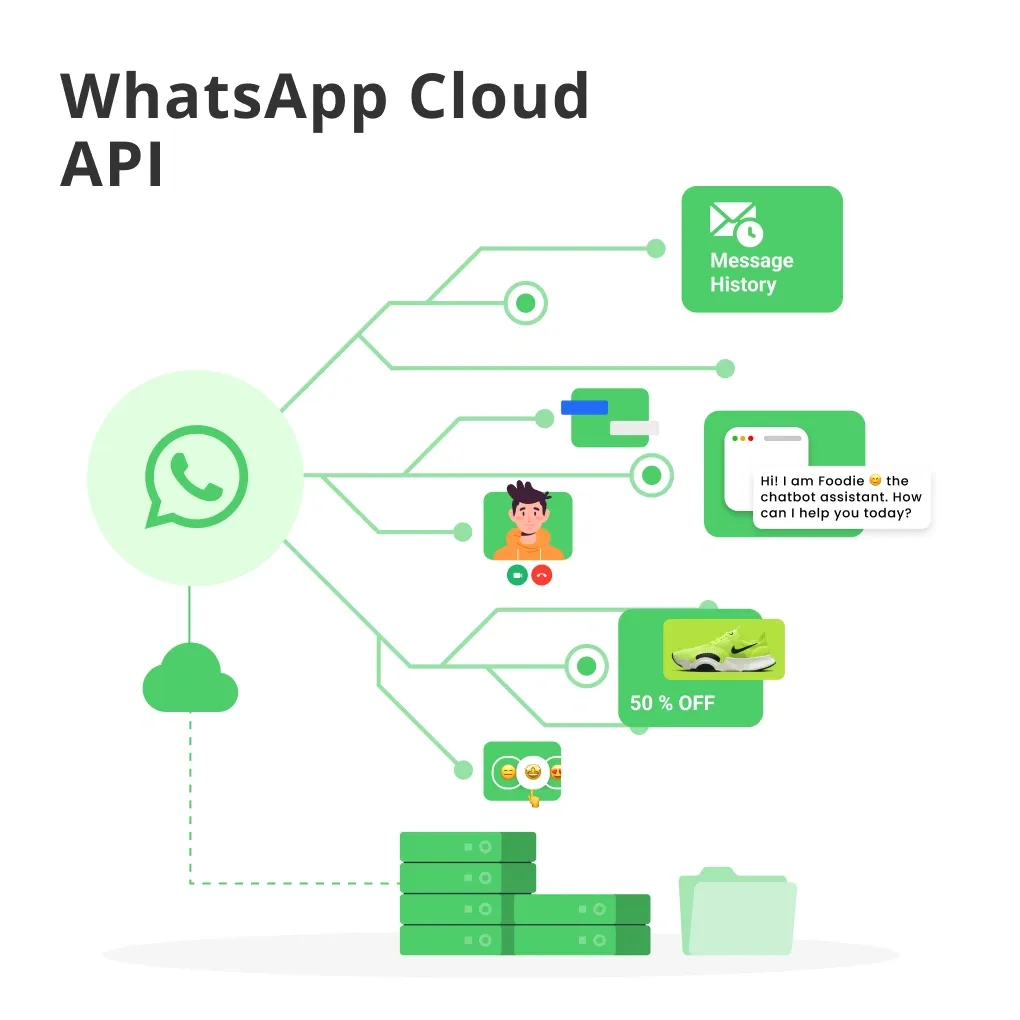 WhatsApp Cloud
API
Message
History
Hi! I am Foodie 😋 the
chatbot assistant. How
can I help you today?
50 % OFF